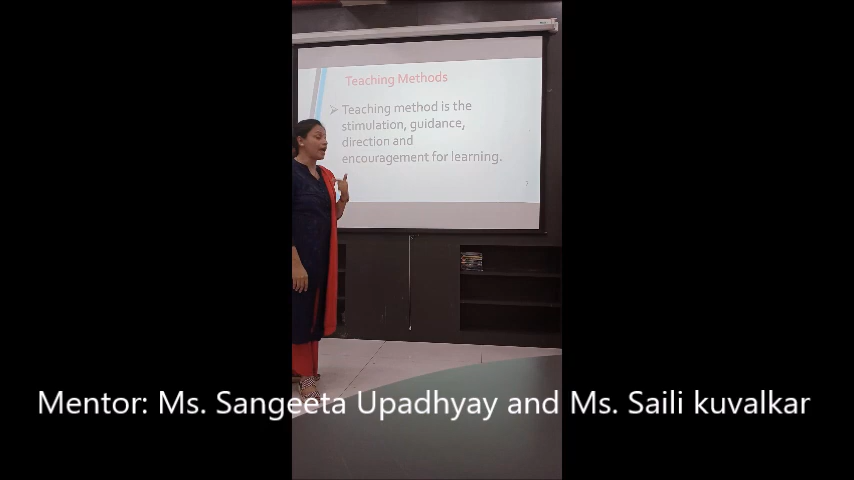 Teaching Methods
Teaching method is the
stimulation, guidance,
direction and
encouragement for learning.
Mentor: Ms. Sangeeta Upadhyay and Ms. Saili kuvalkar